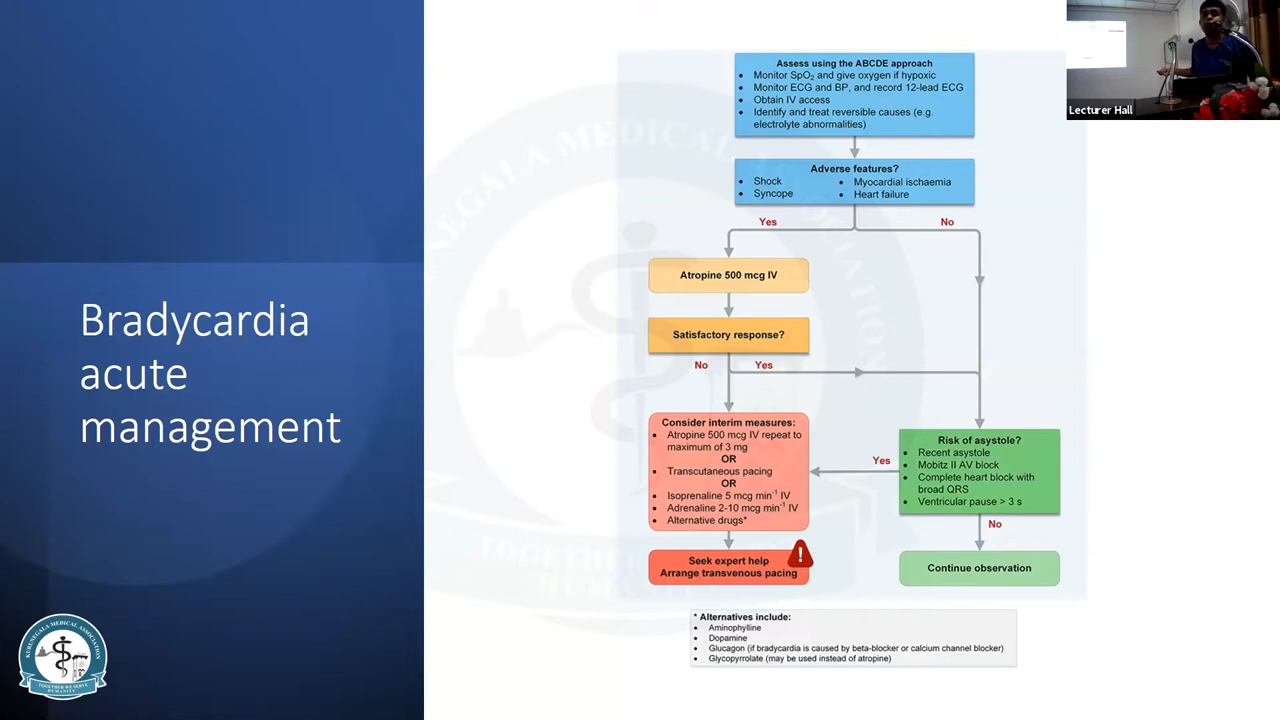 Bradycardia
acute
management
Assess using the ABCDE approach
• Monitor SpO₂ and give oxygen if hypoxic
• Monitor ECG and BP, and record 12-lead ECG
• Obtain IV access
• Identify and treat reversible causes (e.g.
electrolyte abnormalities)
Adverse features?
• Shock
• Syncope
• Myocardial ischaemia
• Heart failure
Yes
No
Atropine 500 mcg IV
Satisfactory response?
No
Yes
Consider interim measures:
• Atropine 500 mcg IV repeat to
maximum of 3 mg
OR
• Transcutaneous pacing
OR
• Isoprenaline 5 mcg min⁻¹ IV
• Adrenaline 2-10 mcg min⁻¹ IV
• Alternative drugs*
Seek expert help
Arrange transvenous pacing
!
Yes
Risk of asystole?
• Recent asystole
• Mobitz II AV block
• Complete heart block with
broad QRS
• Ventricular pause > 3 s
No
Continue observation
* Alternatives include:
• Aminophylline
• Dopamine
• Glucagon (if bradycardia is caused by beta-blocker or calcium channel blocker)
• Glycopyrrolate (may be used instead of atropine)
Lecturer Hall
KURUNEGALA MEDICAL ASSOCIATION
TOGETHER WE SERVE
HUMANITY